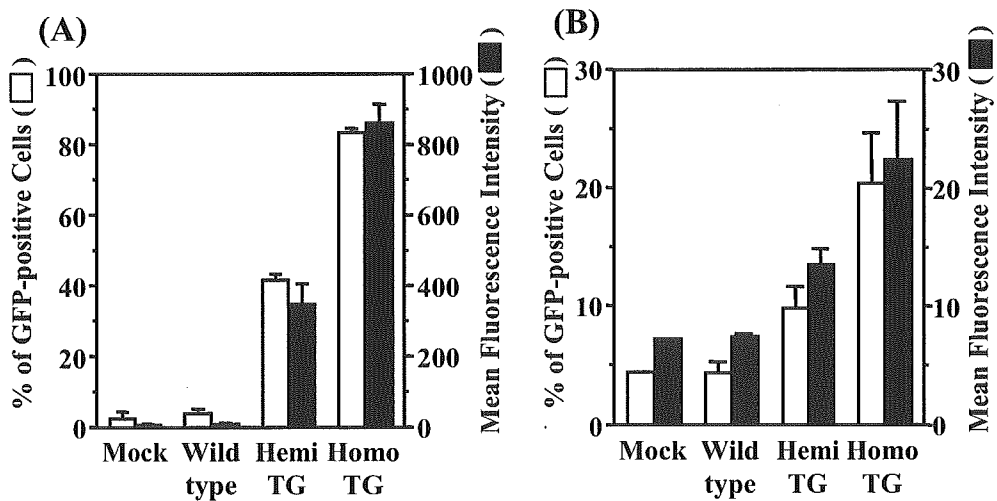 (A)
% of GFP-positive Cells ( )
100
80
60
40
20
0
1000
800
600
400
200
0
Mean Fluorescence Intensity ( )
Mock
Wild type
Hemi TG
Homo TG
(B)
% of GFP-positive Cells ( )
30
20
10
0
30
20
10
0
Mean Fluorescence Intensity ( )
Mock
Wild type
Hemi TG
Homo TG